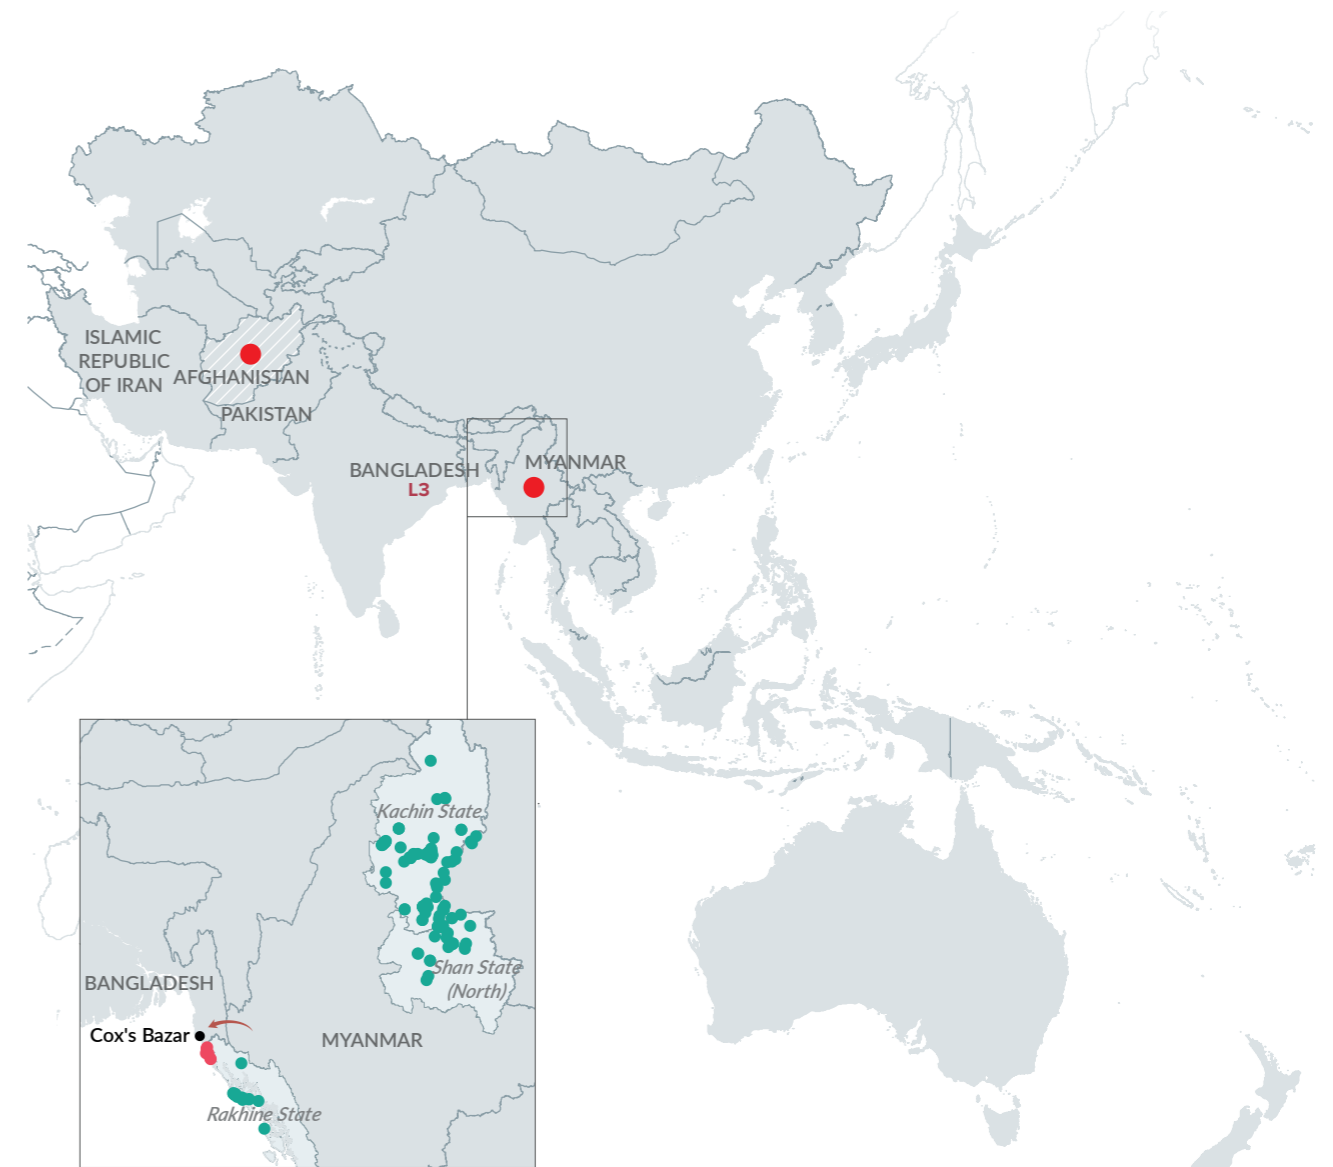 ISLAMIC
REPUBLIC
OF IRAN
AFGHANISTAN
PAKISTAN
BANGLADESH
L3
MYANMAR
Kachin State
Shan State
(North)
BANGLADESH
Cox's Bazar
MYANMAR
Rakhine State